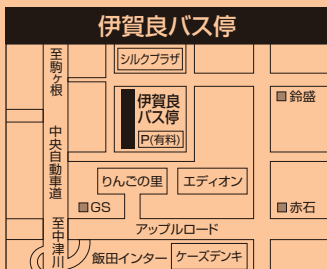 伊賀良バス停
至駒ヶ根
シルクプラザ
伊賀良
バス停
P(有料)
鈴盛
中央自動車道
りんごの里
エディオン
GS
赤石
アップルロード
至中津川
飯田インター
ケーズデンキ